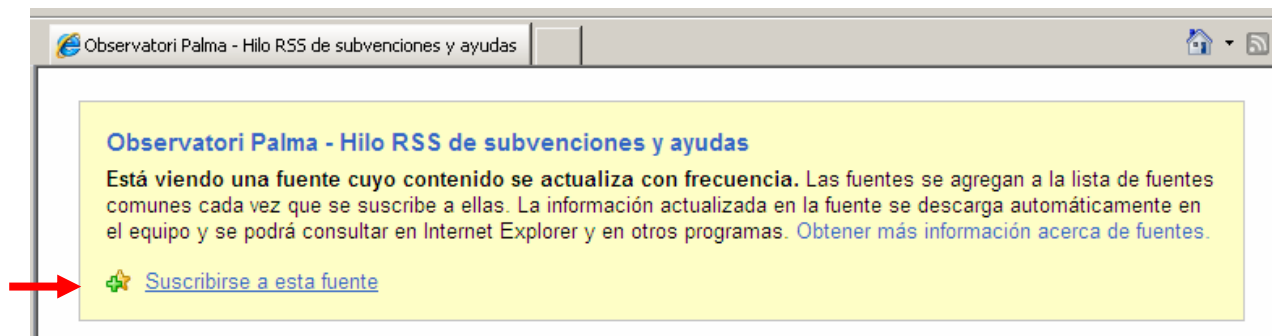 Observatori Palma - Hilo RSS de subvenciones y ayudas
Observatori Palma - Hilo RSS de subvenciones y ayudas
Está viendo una fuente cuyo contenido se actualiza con frecuencia. Las fuentes se agregan a la lista de fuentes
comunes cada vez que se suscribe a ellas. La información actualizada en la fuente se descarga automáticamente en
el equipo y se podrá consultar en Internet Explorer y en otros programas. Obtener más información acerca de fuentes.
Suscribirse a esta fuente